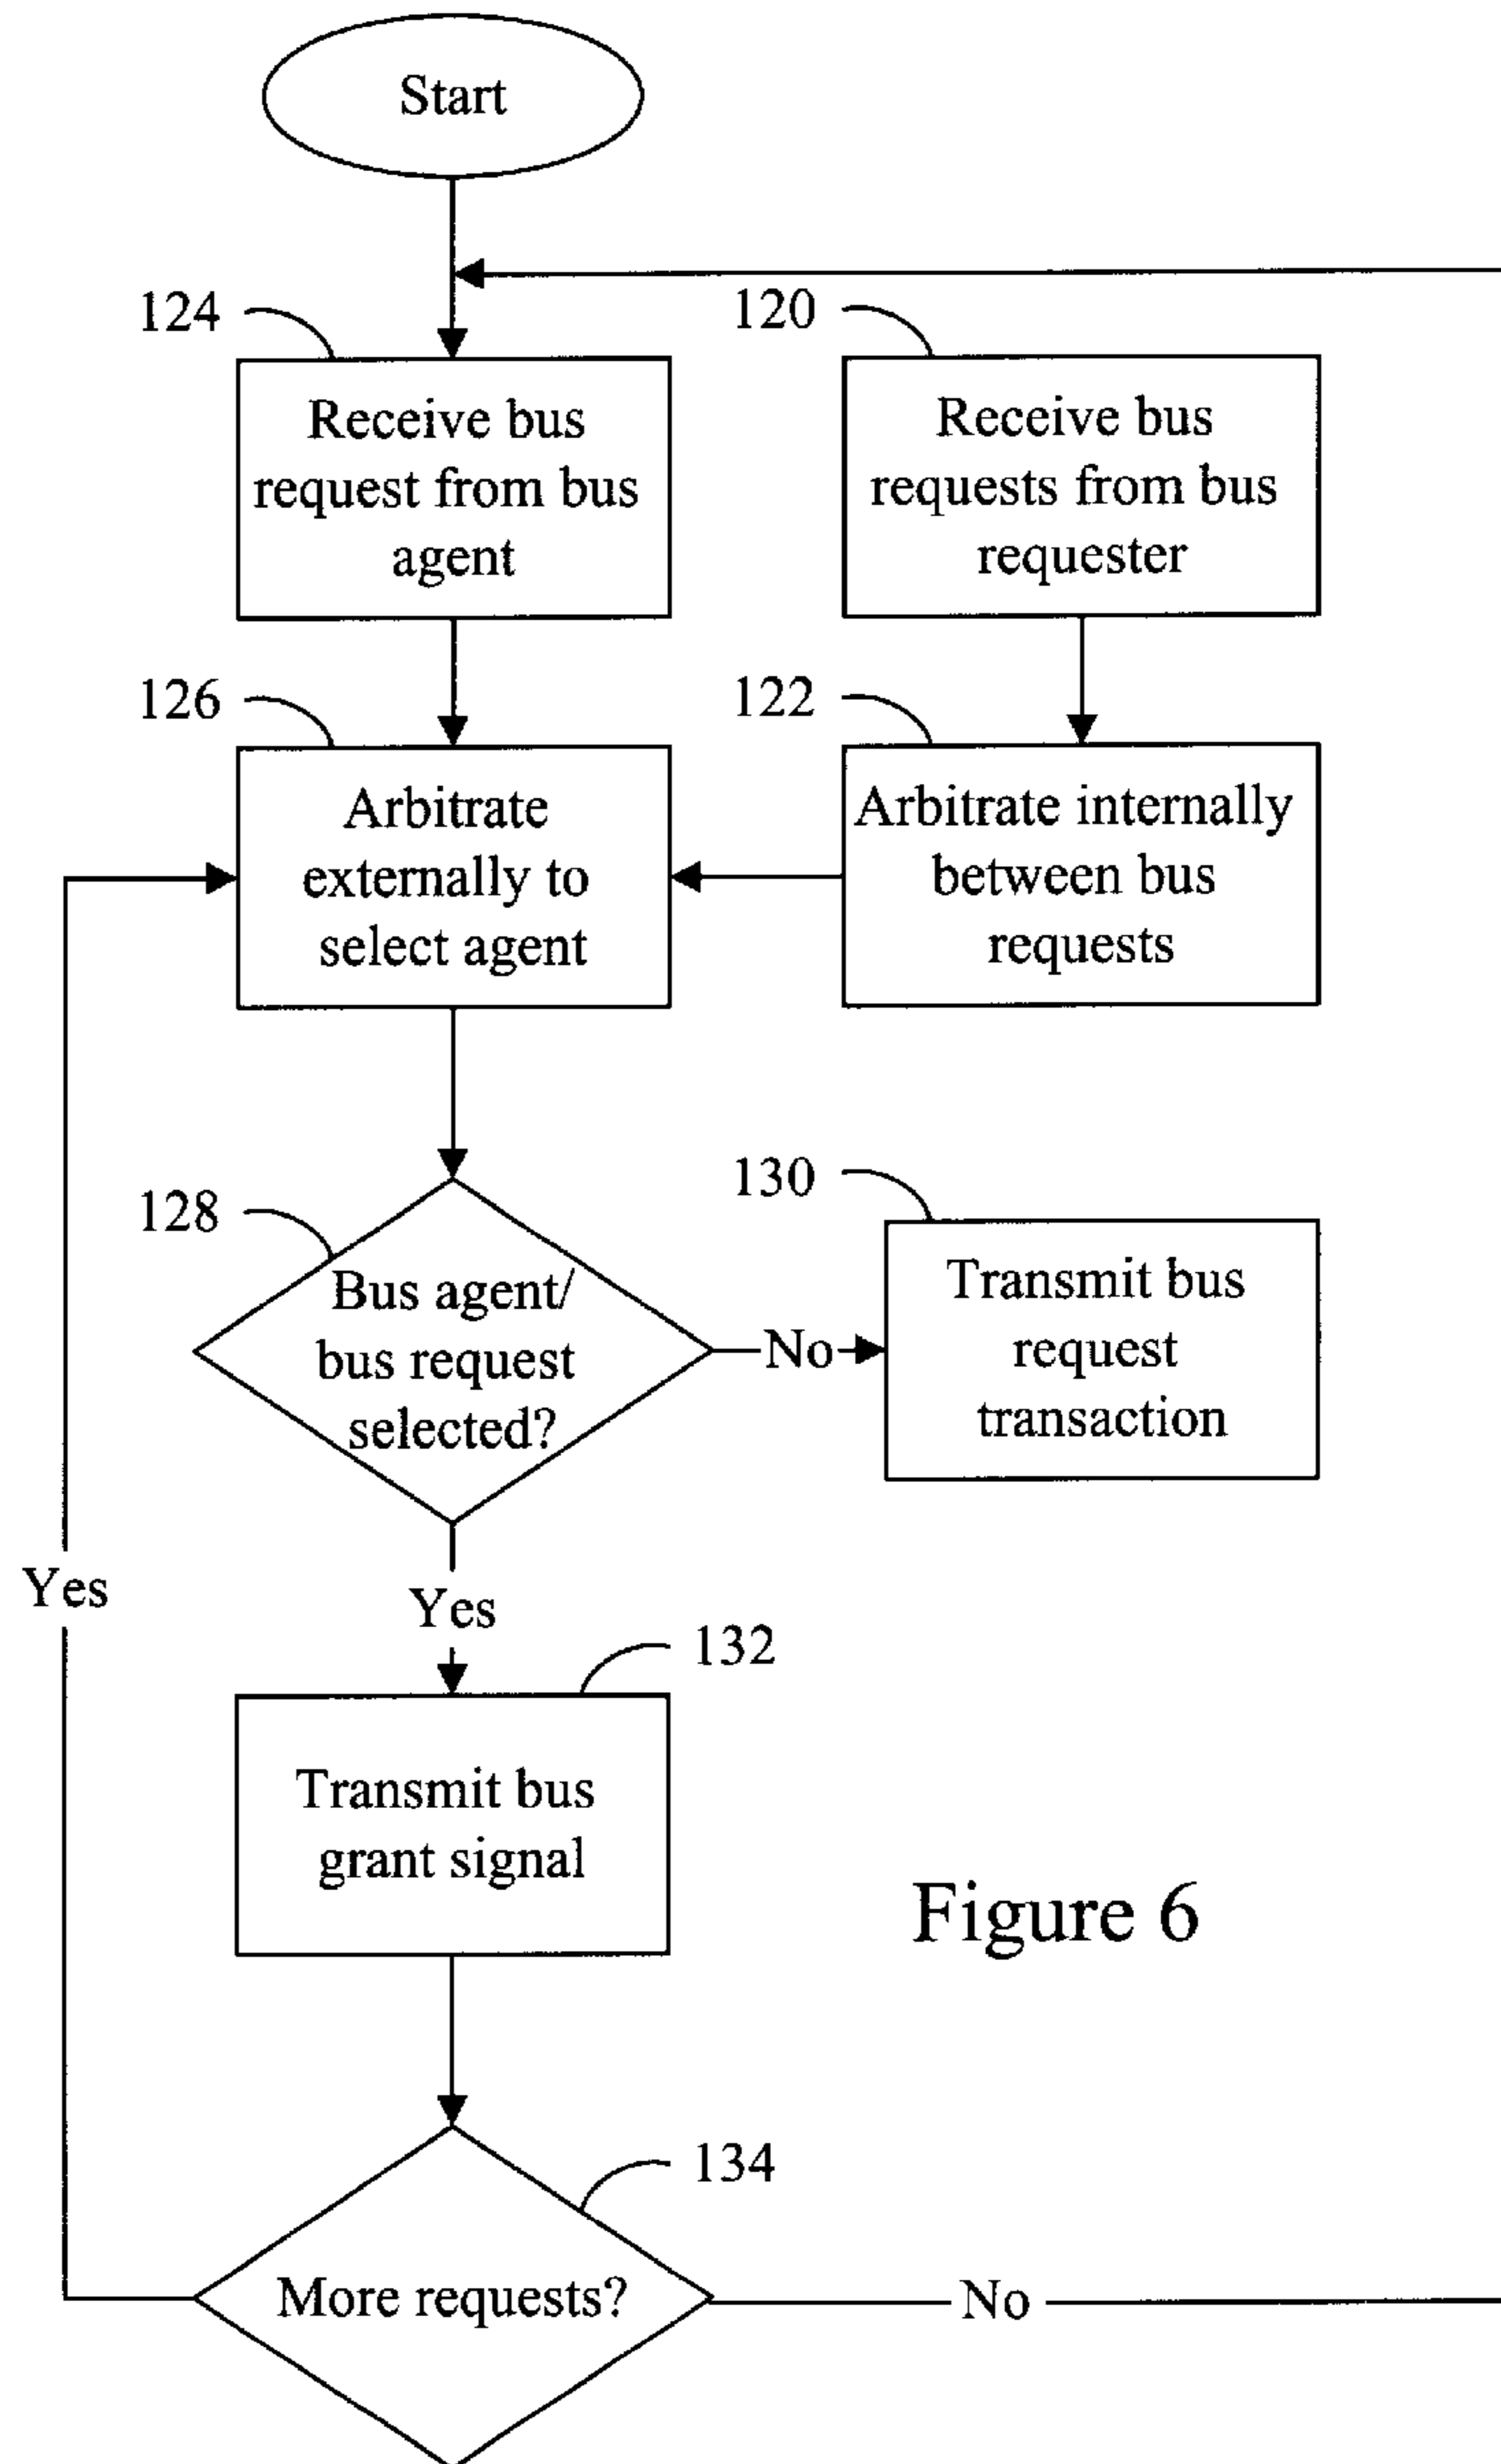 Start
124
Receive bus
request from bus
agent
120
Receive bus
requests from bus
requester
126
Arbitrate
externally to
select agent
122
Arbitrate internally
between bus
requests
128
Bus agent/
bus request
selected?
No
130
Transmit bus
request
transaction
Yes
Yes
132
Transmit bus
grant signal
Figure 6
134
More requests?
No